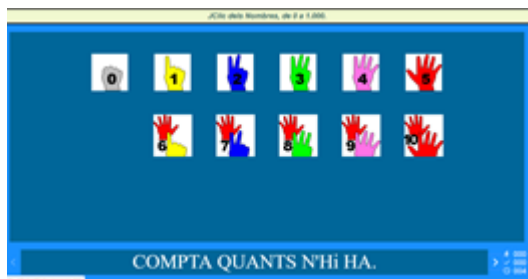 JClic dels Nombres, de 0 a 1.000.
0 1 2 3 4 5
6 7 8 9 10
COMPTA QUANTS N'Hi HA.